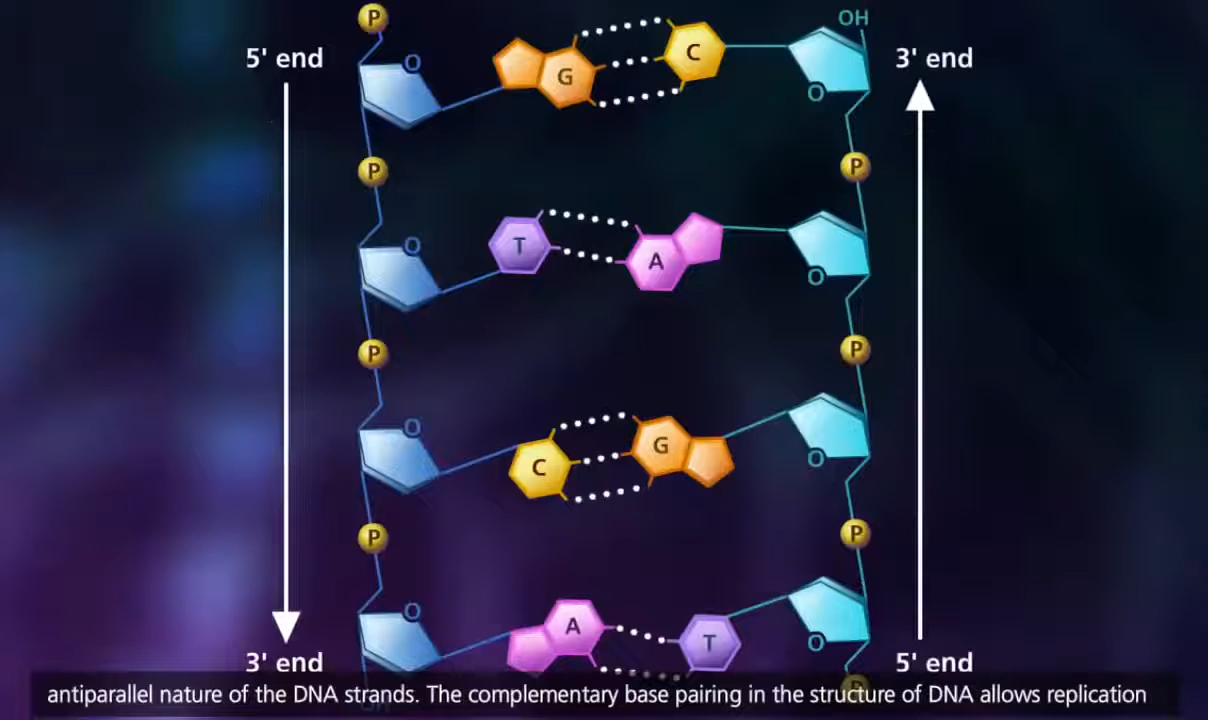 P
OH
5' end
O
G
C
3' end
O
P
P
O
T
A
O
P
P
O
C
G
O
P
P
O
A
T
O
3' end
5' end
P
antiparallel nature of the DNA strands. The complementary base pairing in the structure of DNA allows replication
OH